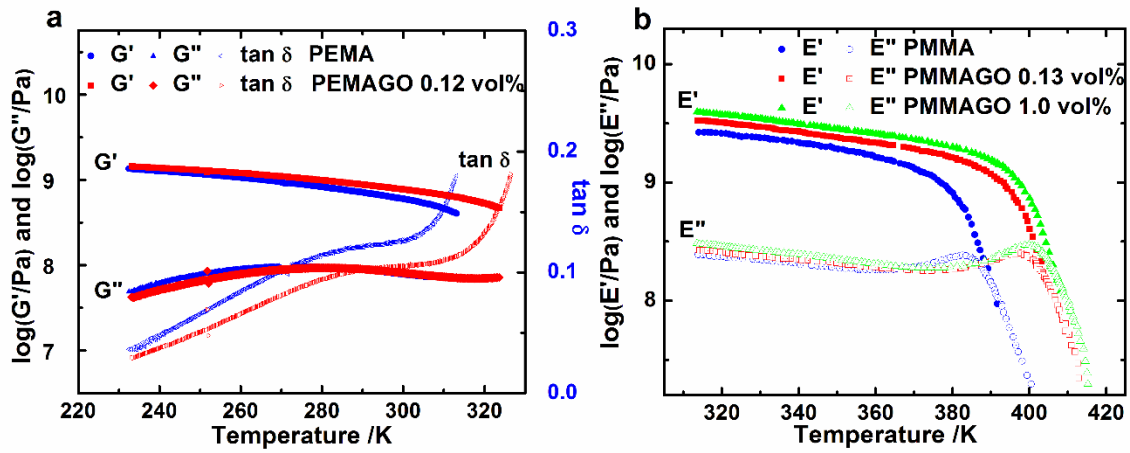 a
G' G" tan δ PEMA
G' G" tan δ PEMAGO 0.12 vol%
G'
G"
tan δ
10
9
8
7
220 240 260 280 300 320
0.3
0.2
0.1
0.0
log(G'/Pa) and log(G"/Pa)
tan δ
Temperature /K
b
E' E" PMMA
E' E" PMMAGO 0.13 vol%
E' E" PMMAGO 1.0 vol%
E'
E"
10
9
8
320 340 360 380 400 420
log(E'/Pa) and log(E"/Pa)
Temperature /K